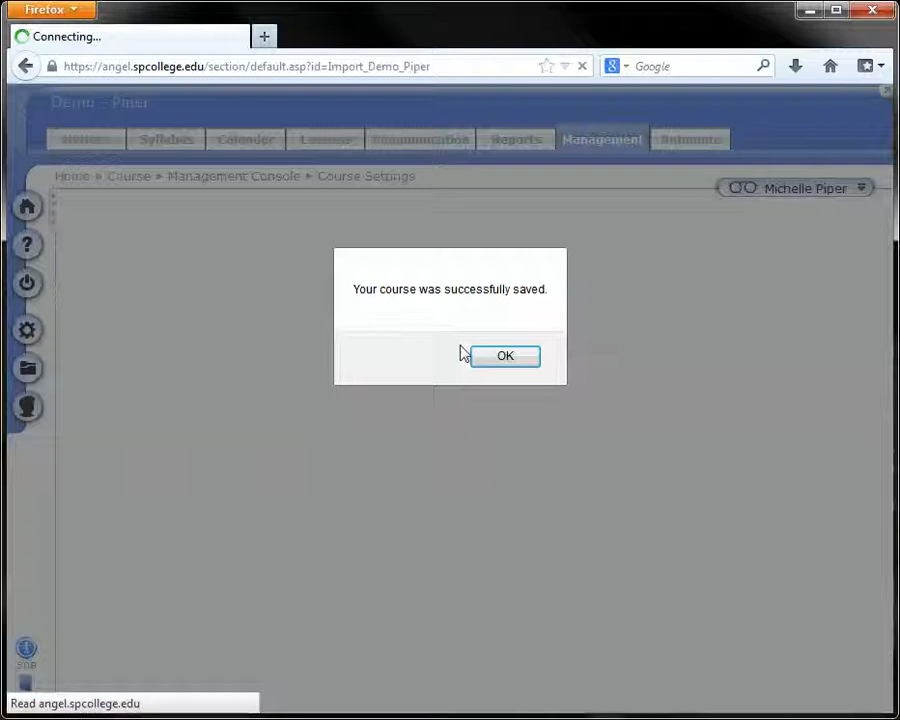 Firefox
Connecting...
https://angel.spcollege.edu/section/default.asp?id=Import_Demo_Piper
Google
Demo - Piper
Syllabus Calendar Lessons Communication Reports Management Automate
Home » Course » Management Console » Course Settings
Michelle Piper
Your course was successfully saved.
OK
Read angel.spcollege.edu